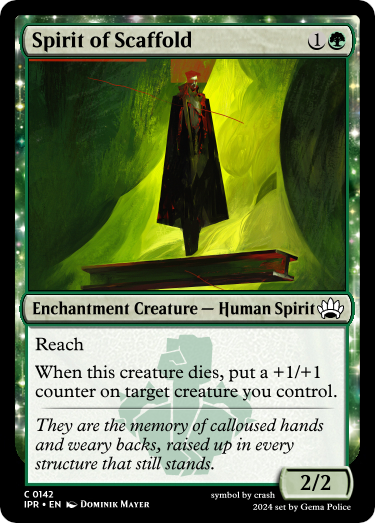 Spirit of Scaffold 1
Enchantment Creature — Human Spirit
Reach
When this creature dies, put a +1/+1
counter on target creature you control.
They are the memory of calloused hands
and weary backs, raised up in every
structure that still stands.
2/2
C 0142
IPR • EN DOMINIK MAYER
symbol by crash
2024 set by Gema Police